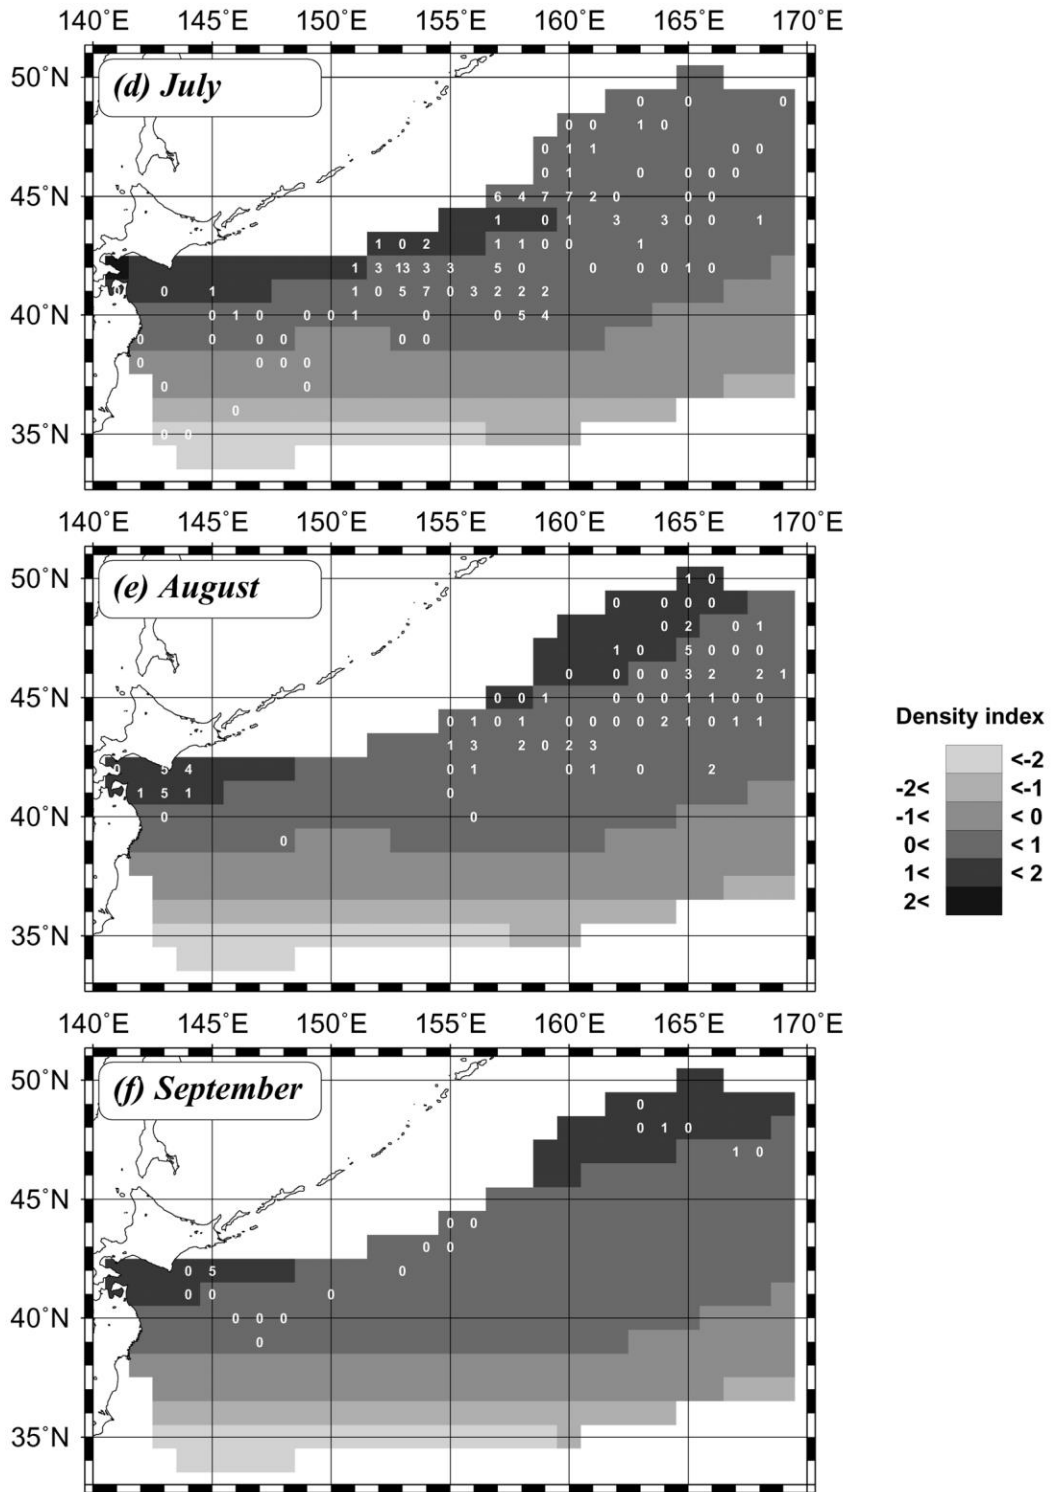 140˚E 145˚E 150˚E 155˚E 160˚E 165˚E 170˚E
(d) July
50˚N
0 0 0
0 0 1 0
0 1 1 0 0
0 1 0 0 0 0
45˚N
6 4 7 7 2 0 0 0
1 0 1 3 3 0 0 1
1 0 2 1 1 0 0 1
1 3 13 3 3 5 0 0 0 0 1 0
0 0 1 1 0 5 7 0 3 2 2 2
40˚N
0 1 0 0 0 1 0 0 5 4
0 0 0 0 0 0
0 0 0 0
0 0
0
35˚N
0 0
140˚E 145˚E 150˚E 155˚E 160˚E 165˚E 170˚E
(e) August
50˚N
1 0
0 0 0 0
0 2 0 1
1 0 5 0 0 0
0 0 0 0 3 2 2 1
45˚N
0 0 1 0 0 0 1 1 0 0
0 1 0 1 0 0 0 0 2 1 0 1 1
1 3 2 0 2 3
0 5 4 0 1 0 1 0 2
1 5 1 0
40˚N
0 0
0
35˚N
Density index
<-2
-2< <-1
-1< < 0
0< < 1
1< < 2
2<
140˚E 145˚E 150˚E 155˚E 160˚E 165˚E 170˚E
(f) September
50˚N
0
0 1 0
1 0
45˚N
0 0
0 0
0 5 0
0 0 0
40˚N
0 0 0
0
35˚N